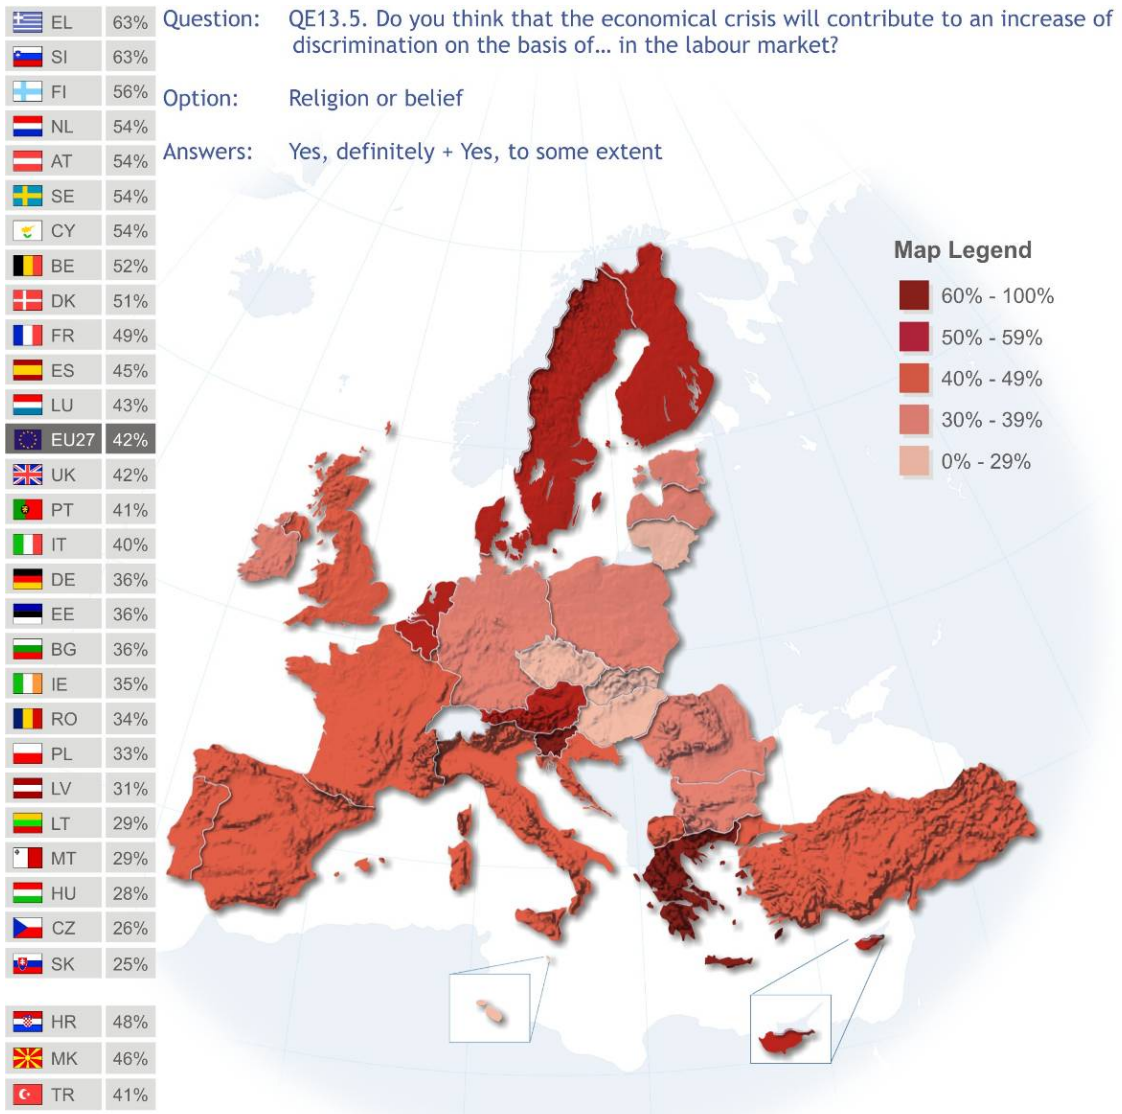 Question: QE13.5. Do you think that the economical crisis will contribute to an increase of
discrimination on the basis of… in the labour market?
Option: Religion or belief
Answers: Yes, definitely + Yes, to some extent
EL 63%
SI 63%
FI 56%
NL 54%
AT 54%
SE 54%
CY 54%
BE 52%
DK 51%
FR 49%
ES 45%
LU 43%
EU27 42%
UK 42%
PT 41%
IT 40%
DE 36%
EE 36%
BG 36%
IE 35%
RO 34%
PL 33%
LV 31%
LT 29%
MT 29%
HU 28%
CZ 26%
SK 25%
HR 48%
MK 46%
TR 41%
Map Legend
60% - 100%
50% - 59%
40% - 49%
30% - 39%
0% - 29%